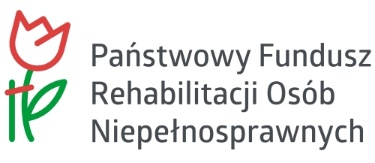 Państwowy Fundusz
Rehabilitacji Osób
Niepełnosprawnych